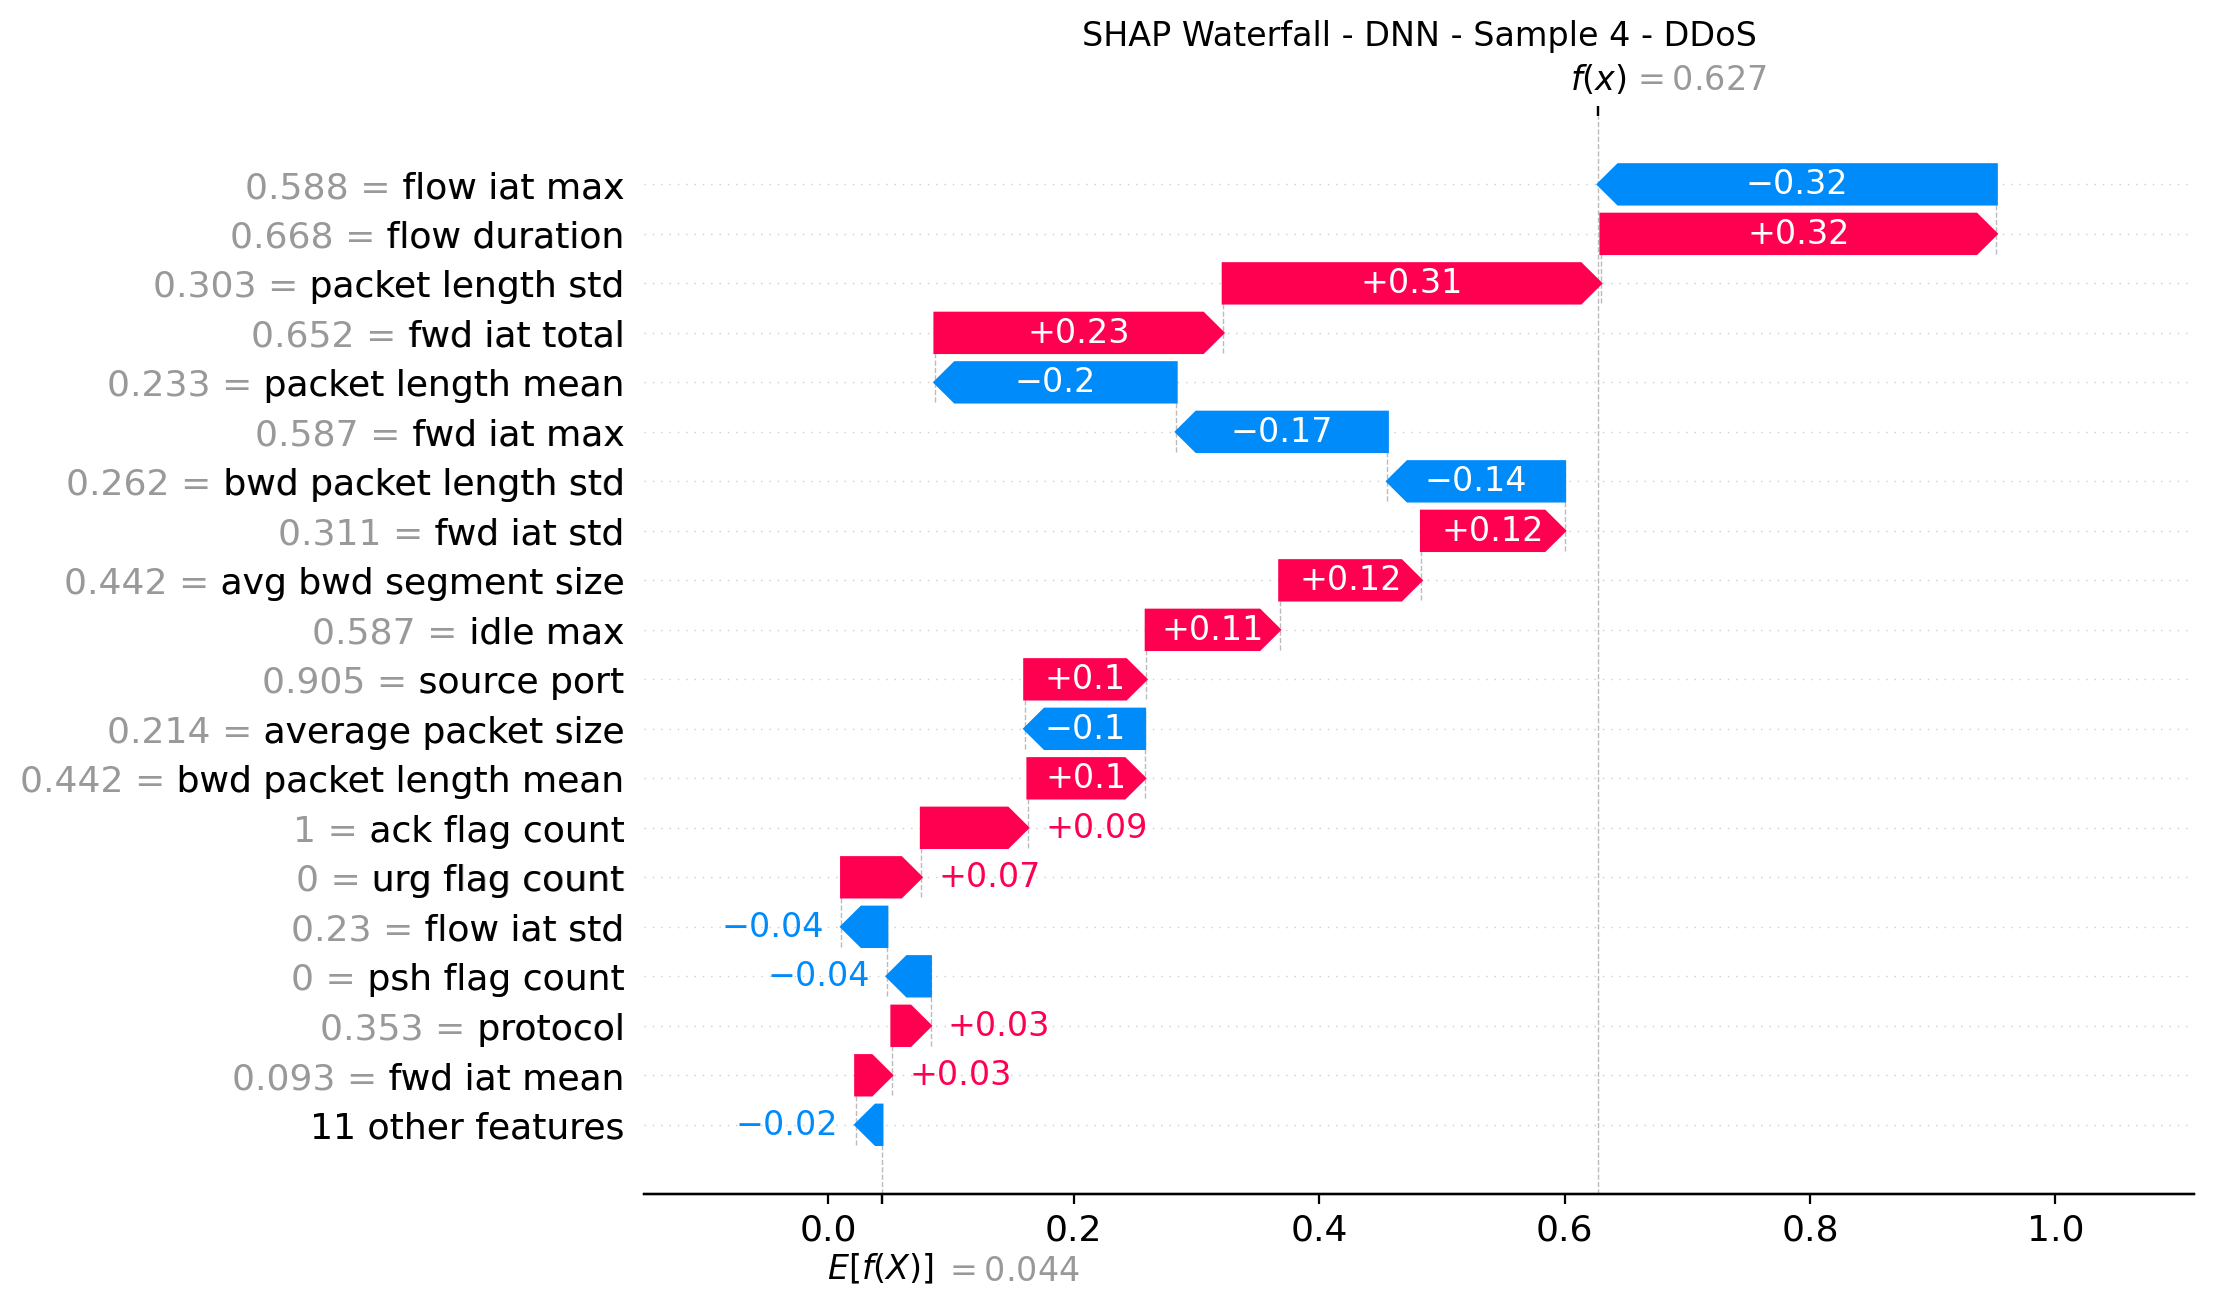 SHAP Waterfall - DNN - Sample 4 - DDoS
f(x) = 0.627
0.588 = flow iat max −0.32
0.668 = flow duration +0.32
0.303 = packet length std +0.31
0.652 = fwd iat total +0.23
0.233 = packet length mean −0.2
0.587 = fwd iat max −0.17
0.262 = bwd packet length std −0.14
0.311 = fwd iat std +0.12
0.442 = avg bwd segment size +0.12
0.587 = idle max +0.11
0.905 = source port +0.1
0.214 = average packet size −0.1
0.442 = bwd packet length mean +0.1
1 = ack flag count +0.09
0 = urg flag count +0.07
0.23 = flow iat std −0.04
0 = psh flag count −0.04
0.353 = protocol +0.03
0.093 = fwd iat mean +0.03
11 other features −0.02
0.0 0.2 0.4 0.6 0.8 1.0
E[f(X)] = 0.044